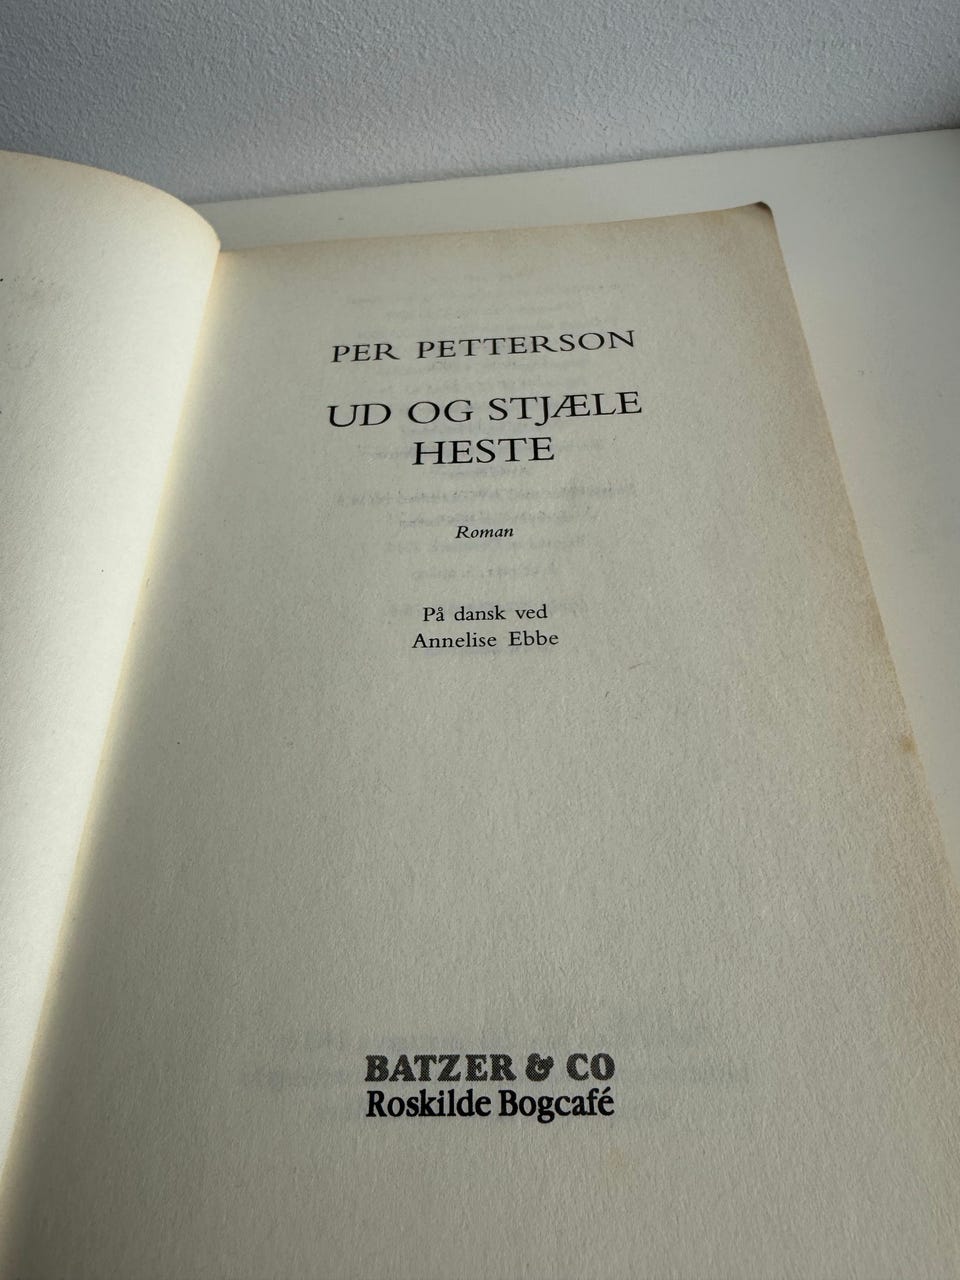 PER PETTERSON
UD OG STJÆLE
HESTE
Roman
På dansk ved
Annelise Ebbe
BATZER & CO
Roskilde Bogcafé